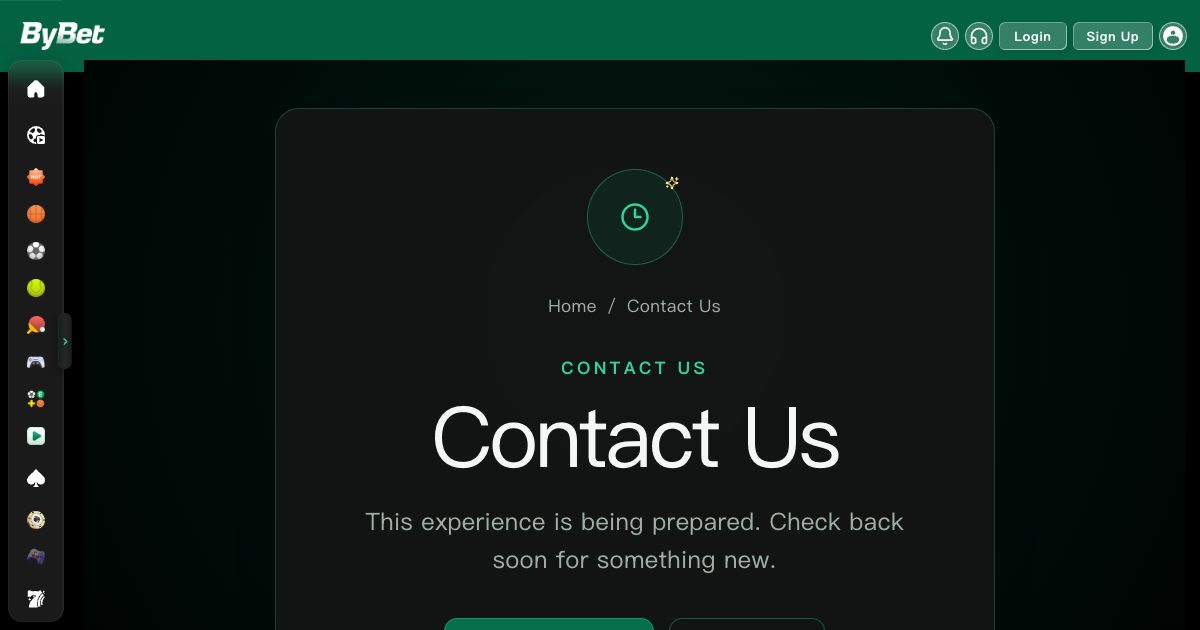 ByBet
Login
Sign Up
HOT
Home / Contact Us
CONTACT US
Contact Us
This experience is being prepared. Check back
soon for something new.